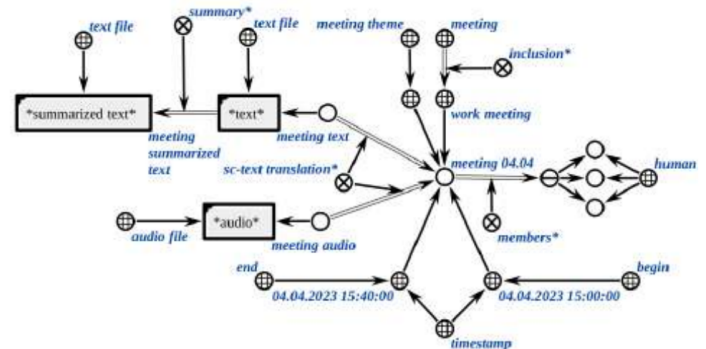 text file
summary*
text file
meeting theme
meeting
inclusion*
*summarized text*
*text*
meeting text
work meeting
meeting
summarized
text
sc-text translation*
meeting 04.04
human
audio file
*audio*
meeting audio
members*
end
begin
04.04.2023 15:40:00
04.04.2023 15:00:00
timestamp